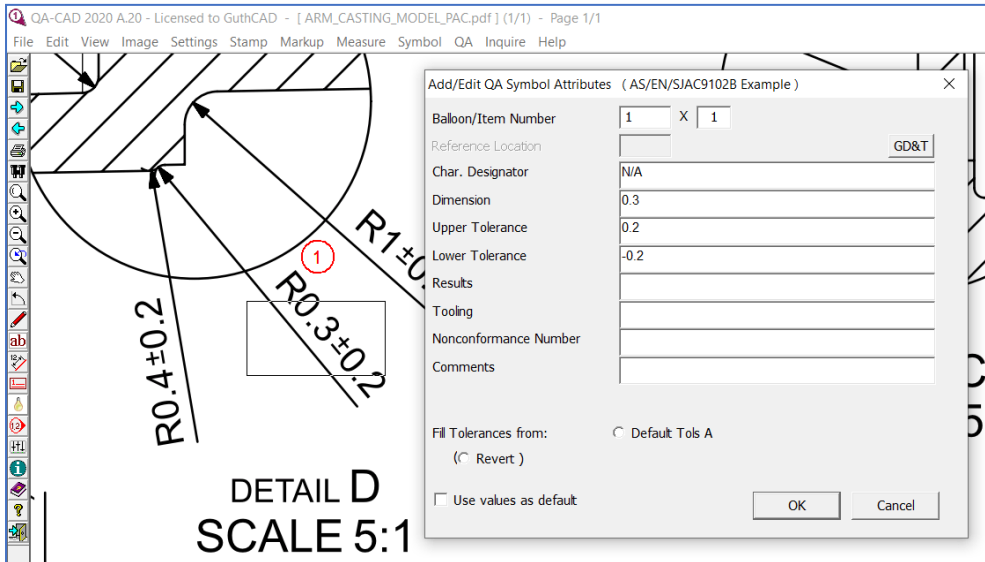 QA-CAD 2020 A.20 - Licensed to GuthCAD - [ ARM_CASTING_MODEL_PAC.pdf ] (1/1) - Page 1/1
File Edit View Image Settings Stamp Markup Measure Symbol QA Inquire Help
Add/Edit QA Symbol Attributes ( AS/EN/SJAC9102B Example )
Balloon/Item Number 1 X 1
Reference Location GD&T
Char. Designator N/A
Dimension 0.3
Upper Tolerance 0.2
Lower Tolerance -0.2
Results
Tooling
Nonconformance Number
Comments
Fill Tolerances from: Default Tols A
( Revert )
Use values as default
OK Cancel
R1±0.
1
R0.3±0.2
R0.4±0.2
DETAIL D
SCALE 5:1
ab
C
5